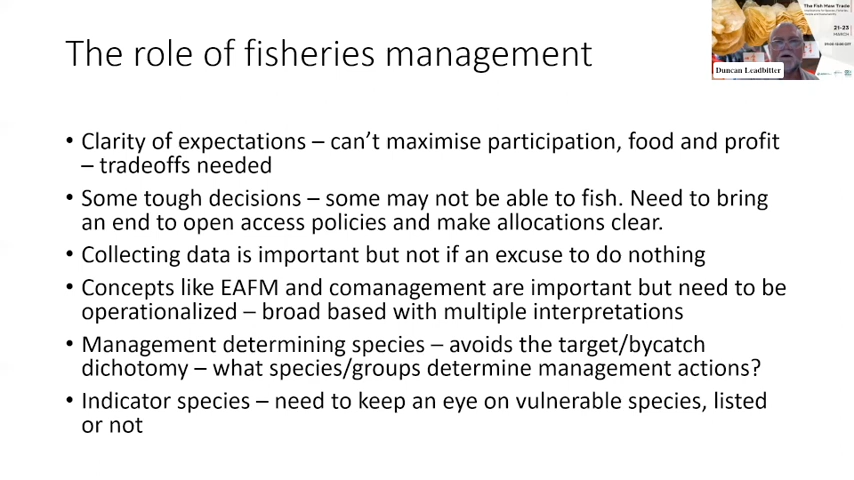 The role of fisheries management
The Fish Maw Trade
21-23
MARCH
Duncan Leadbitter
• Clarity of expectations – can't maximise participation, food and profit
– tradeoffs needed
• Some tough decisions – some may not be able to fish. Need to bring
an end to open access policies and make allocations clear.
• Collecting data is important but not if an excuse to do nothing
• Concepts like EAFM and comanagement are important but need to be
operationalized – broad based with multiple interpretations
• Management determining species – avoids the target/bycatch
dichotomy – what species/groups determine management actions?
• Indicator species – need to keep an eye on vulnerable species, listed
or not